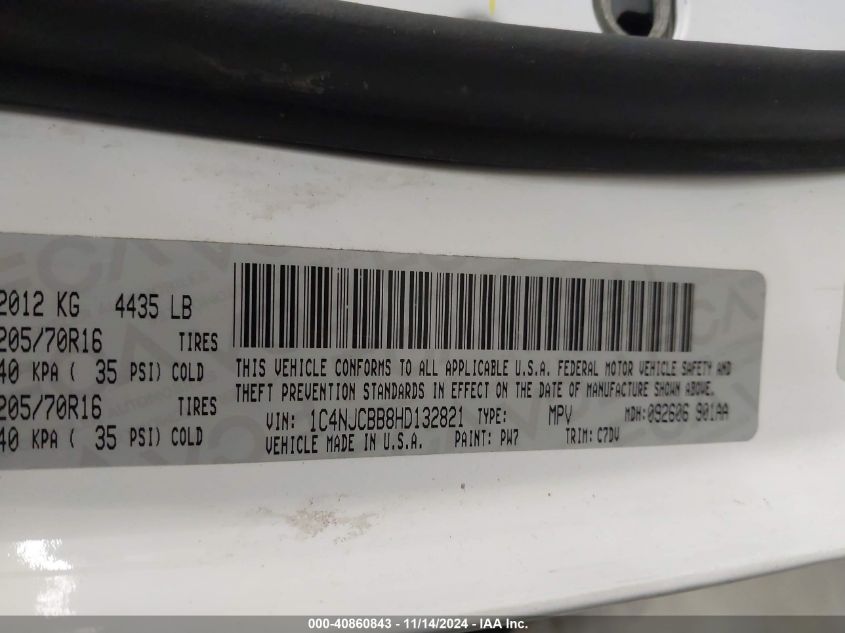 2012 KG 4435 LB
205/70R16 TIRES
40 KPA ( 35 PSI) COLD
205/70R16 TIRES
40 KPA ( 35 PSI) COLD
THIS VEHICLE CONFORMS TO ALL APPLICABLE U.S.A. FEDERAL MOTOR VEHICLE SAFETY AND
THEFT PREVENTION STANDARDS IN EFFECT ON THE DATE OF MANUFACTURE SHOWN ABOVE.
VIN: 1C4NJCBB8HD132821 TYPE: MPV MDH:092606 901AA
VEHICLE MADE IN U.S.A. PAINT: PW7 TRIM: C7DV
000-40860843 - 11/14/2024 - IAAI.com